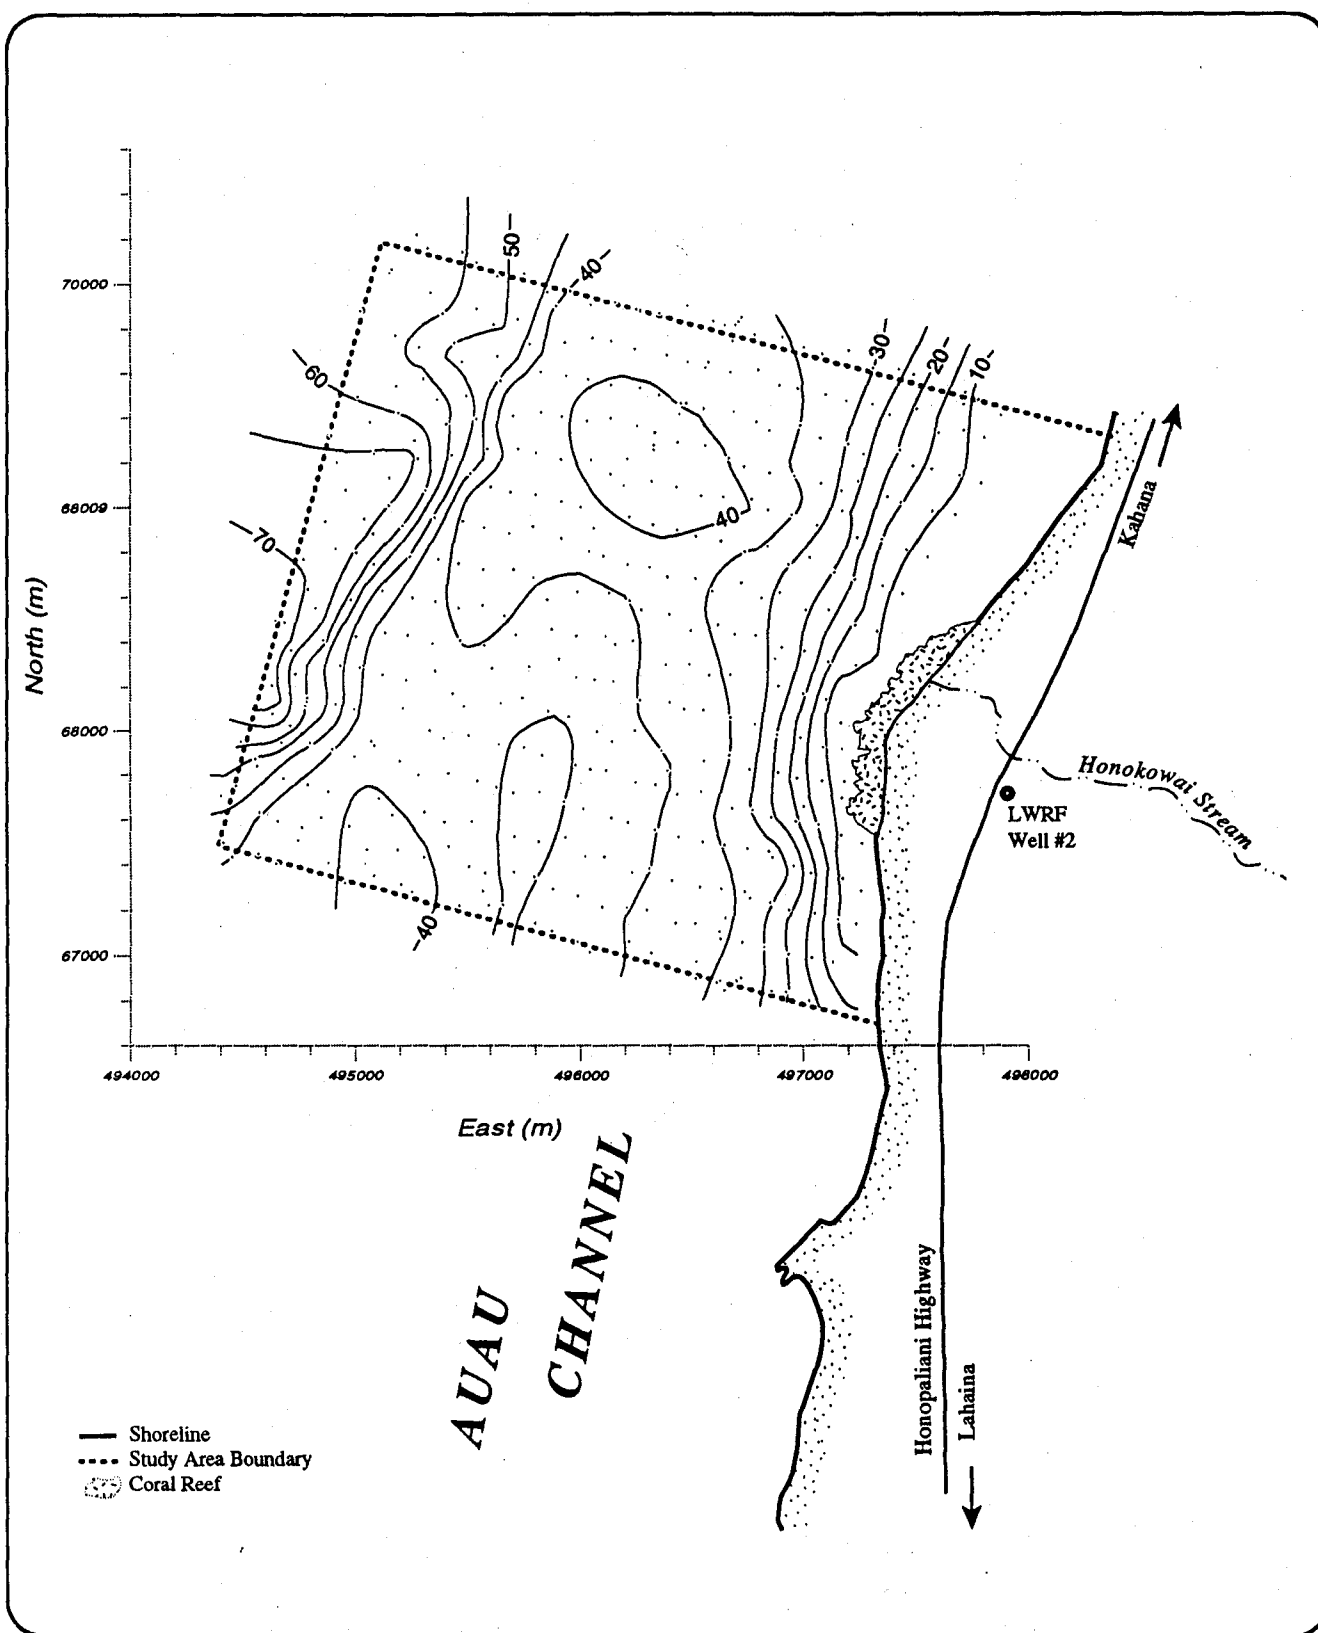 50
40
70000
30
20
10
60
68009
40
70
Kahana
North (m)
68000
Honokowai Stream
LWRF
Well #2
40
67000
494000
495000
496000
497000
498000
East (m)
AUAU
CHANNEL
Honopaliani Highway
Lahaina
Shoreline
Study Area Boundary
Coral Reef